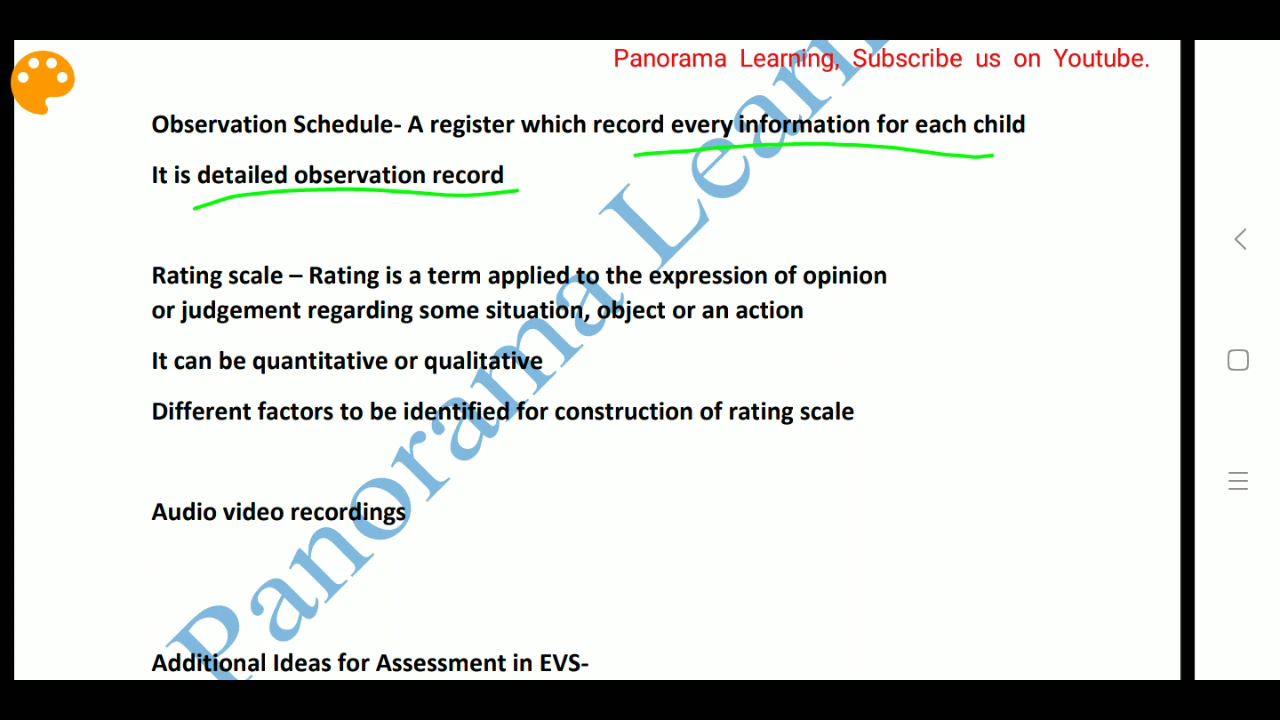 Panorama Learning, Subscribe us on Youtube.
Observation Schedule- A register which record every information for each child
It is detailed observation record
Rating scale – Rating is a term applied to the expression of opinion
or judgement regarding some situation, object or an action
It can be quantitative or qualitative
Different factors to be identified for construction of rating scale
Audio video recordings
Additional Ideas for Assessment in EVS-
Panorama Learni